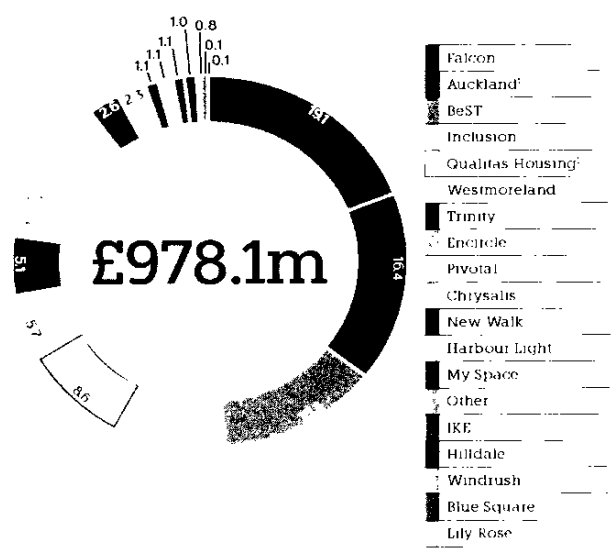 1.0
0.8
1.1
0.1
1.1
0.1
1.1
2.6
2.3
19.1
16.4
5.1
£978.1m
5.7
8.6
Falcon
Auckland
BeST
Inclusion
Qualitas Housing
Westmoreland
Trinity
Encircle
Pivotal
Chrysalis
New Walk
Harbour Light
My Space
Other
IKE
Hilldale
Windrush
Blue Square
Lily Rose